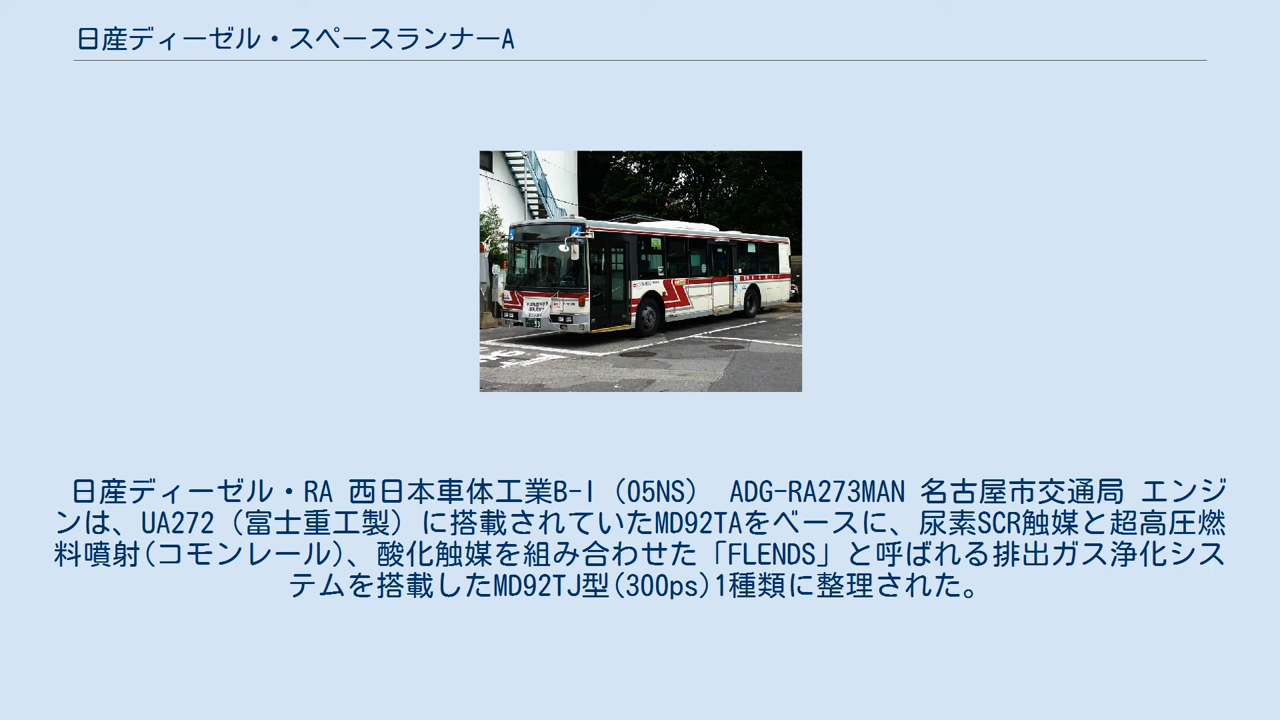 日産ディーゼル・スペースランナーA
日産ディーゼル・RA 西日本車体工業B-I（05NS） ADG-RA273MAN 名古屋市交通局 エンジ
ンは、UA272（富士重工製）に搭載されていたMD92TAをベースに、尿素SCR触媒と超高圧燃
料噴射(コモンレール)、酸化触媒を組み合わせた「FLENDS」と呼ばれる排出ガス浄化シス
テムを搭載したMD92TJ型(300ps)1種類に整理された。